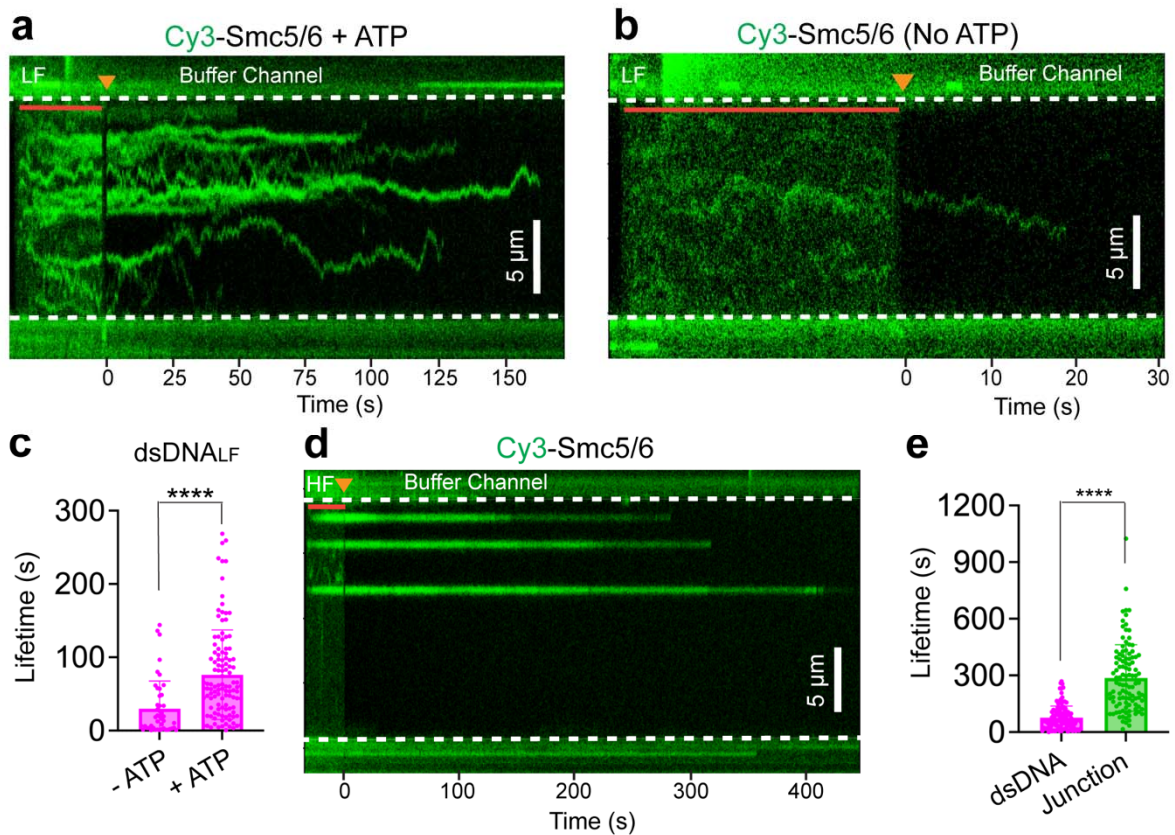 a
Cy3-Smc5/6 + ATP
LF
Buffer Channel
5 µm
0 25 50 75 100 125 150
Time (s)
b
Cy3-Smc5/6 (No ATP)
LF
Buffer Channel
5 µm
0 10 20 30
Time (s)
c
dsDNALF
****
300
200
100
0
Lifetime (s)
- ATP + ATP
d
Cy3-Smc5/6
HF
Buffer Channel
5 µm
0 100 200 300 400
Time (s)
e
****
1200
900
600
300
0
Lifetime (s)
dsDNA Junction